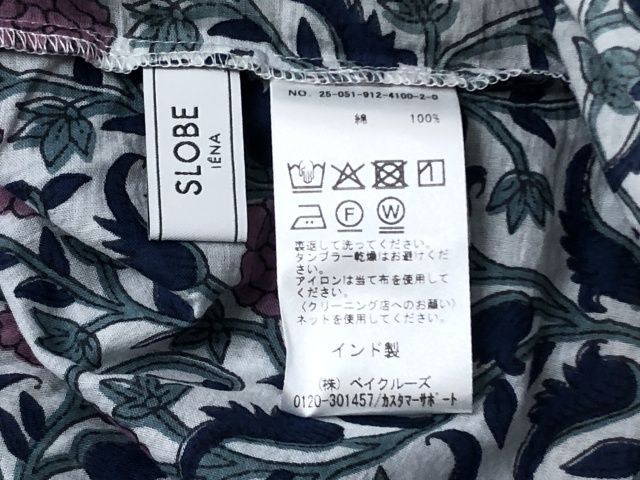 SLOBE
IÉNA
NO. 25-051-912-4100-2-0
綿 100%
裏返して洗ってください。
タンブラー乾燥はお避けくだ
さい。
アイロンは当て布を使用して
ください。
〈クリーニング店へのお願い〉
ネットを使用してください。
インド製
(株) ベイクルーズ
0120-301457/カスタマーサポート